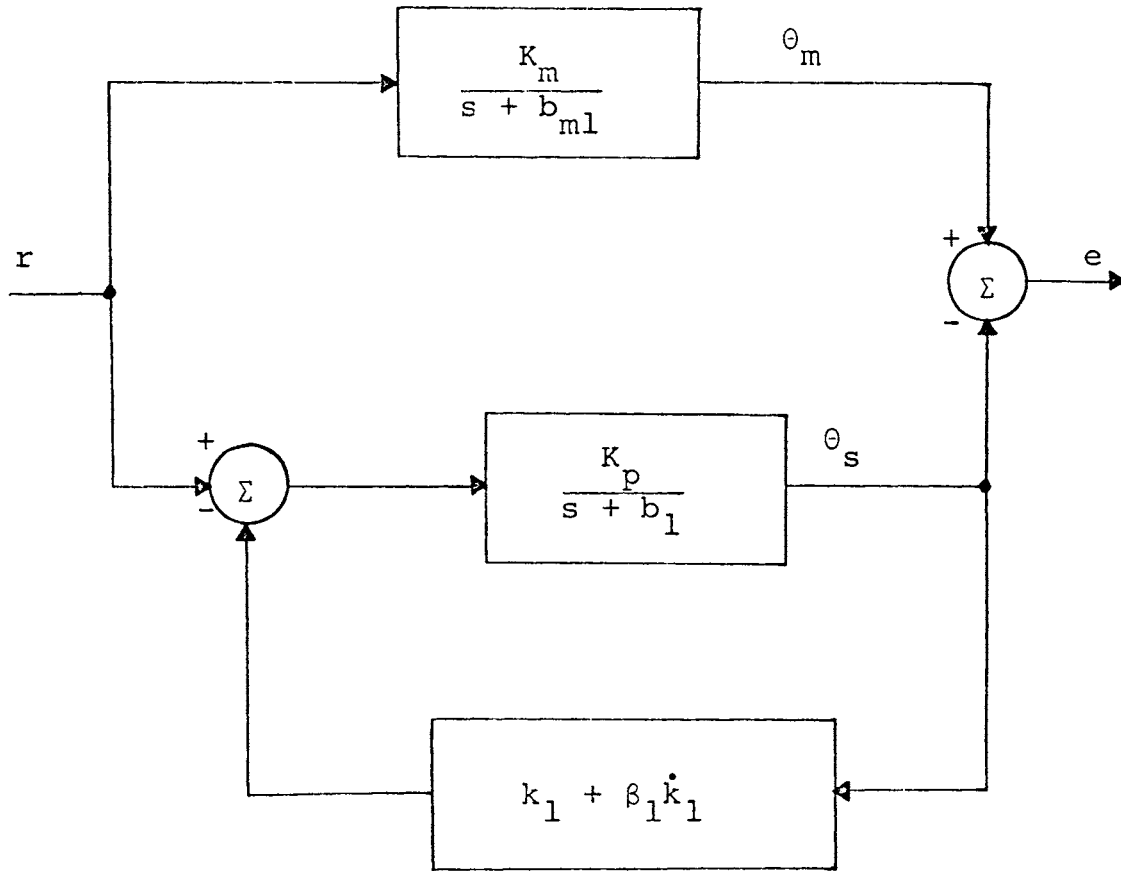 θ_m
K_m
s + b_m1
r
+
e
Σ
-
+
θ_s
K_p
Σ
s + b_1
-
k_1 + β_1 k̇_1